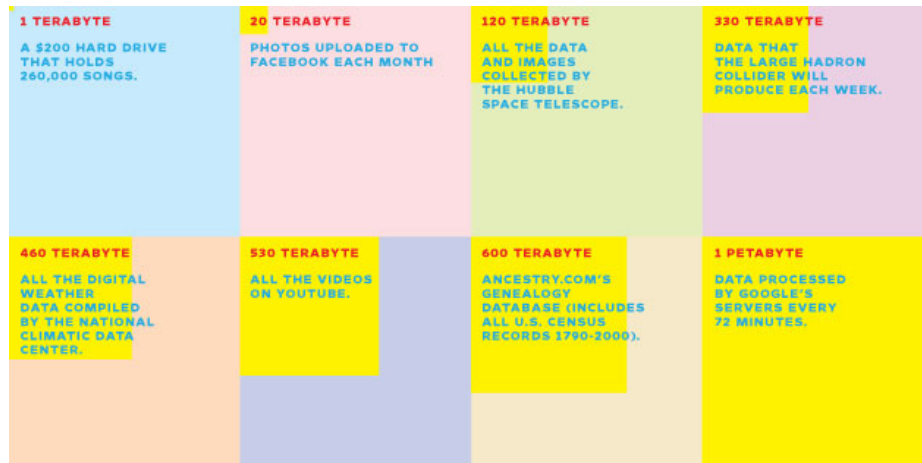 1 TERABYTE
A $200 HARD DRIVE
THAT HOLDS
260,000 SONGS.
20 TERABYTE
PHOTOS UPLOADED TO
FACEBOOK EACH MONTH
120 TERABYTE
ALL THE DATA
AND IMAGES
COLLECTED BY
THE HUBBLE
SPACE TELESCOPE.
330 TERABYTE
DATA THAT
THE LARGE HADRON
COLLIDER WILL
PRODUCE EACH WEEK.
460 TERABYTE
ALL THE DIGITAL
WEATHER
DATA COMPILED
BY THE NATIONAL
CLIMATIC DATA
CENTER.
530 TERABYTE
ALL THE VIDEOS
ON YOUTUBE.
600 TERABYTE
ANCESTRY.COM'S
GENEALOGY
DATABASE (INCLUDES
ALL U.S. CENSUS
RECORDS 1790-2000).
1 PETABYTE
DATA PROCESSED
BY GOOGLE'S
SERVERS EVERY
72 MINUTES.